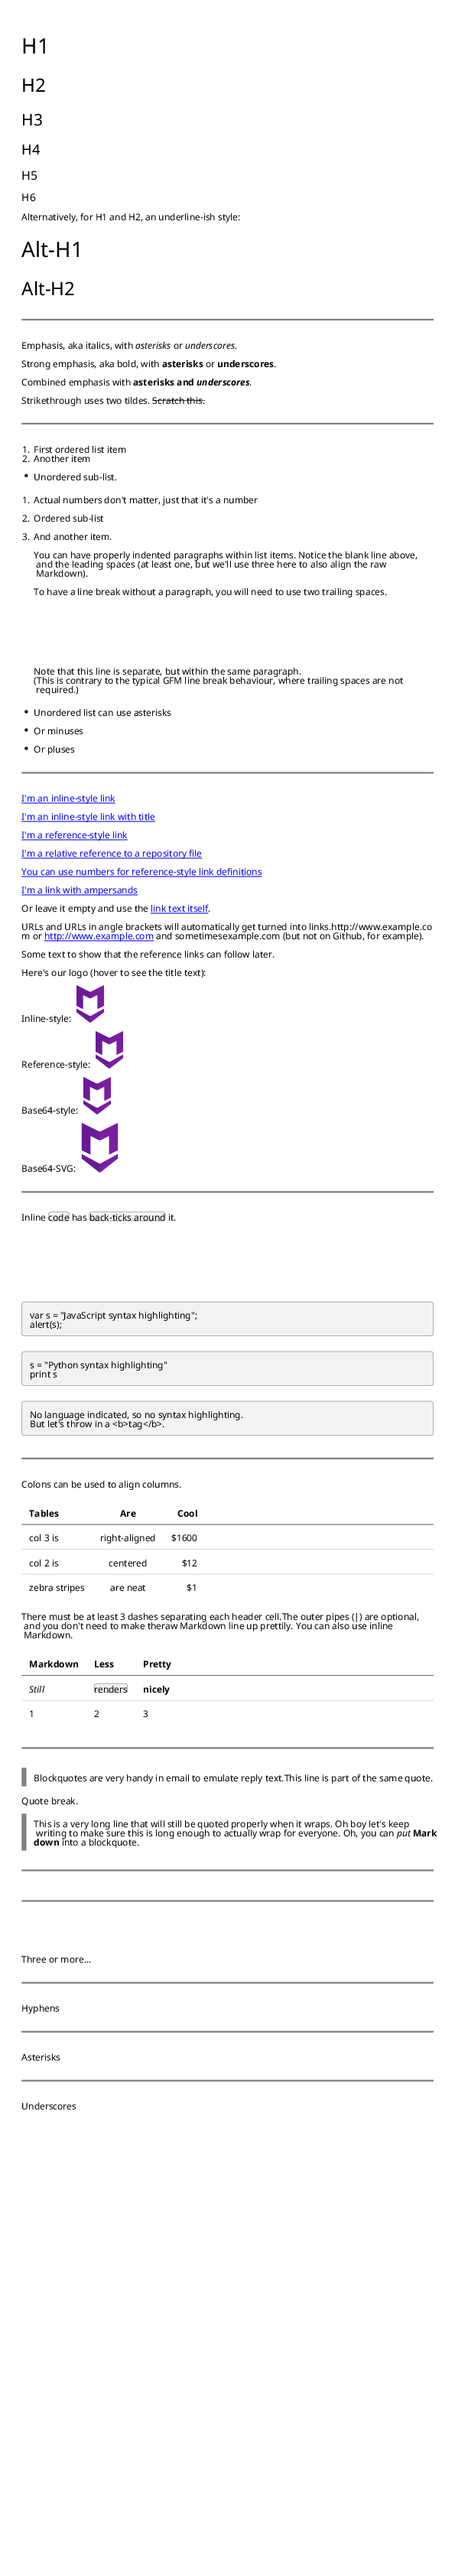 H1
H2
H3
H4
H5
H6
Alternatively, for H1 and H2, an underline-ish style:
Alt-H1
Alt-H2
Emphasis, aka italics, with asterisks or underscores.
Strong emphasis, aka bold, with asterisks or underscores.
Combined emphasis with asterisks and underscores.
Strikethrough uses two tildes. Scratch this.
1. First ordered list item
2. Another item
• Unordered sub-list.
1. Actual numbers don't matter, just that it's a number
2. Ordered sub-list
3. And another item.
You can have properly indented paragraphs within list items. Notice the blank line above,
and the leading spaces (at least one, but we'll use three here to also align the raw
Markdown).
To have a line break without a paragraph, you will need to use two trailing spaces.
Note that this line is separate, but within the same paragraph.
(This is contrary to the typical GFM line break behaviour, where trailing spaces are not
required.)
• Unordered list can use asterisks
• Or minuses
• Or pluses
I'm an inline-style link
I'm an inline-style link with title
I'm a reference-style link
I'm a relative reference to a repository file
You can use numbers for reference-style link definitions
I'm a link with ampersands
Or leave it empty and use the link text itself.
URLs and URLs in angle brackets will automatically get turned into links.http://www.example.co
m or http://www.example.com and sometimesexample.com (but not on Github, for example).
Some text to show that the reference links can follow later.
Here's our logo (hover to see the title text):
Inline-style:
Reference-style:
Base64-style:
Base64-SVG:
Inline code has back-ticks around it.
var s = "JavaScript syntax highlighting";
alert(s);
s = "Python syntax highlighting"
print s
No language indicated, so no syntax highlighting.
But let's throw in a <b>tag</b>.
Colons can be used to align columns.
Tables Are Cool
col 3 is right-aligned $1600
col 2 is centered $12
zebra stripes are neat $1
There must be at least 3 dashes separating each header cell.The outer pipes (|) are optional,
and you don't need to make theraw Markdown line up prettily. You can also use inline
Markdown.
Markdown Less Pretty
Still renders nicely
1 2 3
Blockquotes are very handy in email to emulate reply text.This line is part of the same quote.
Quote break.
This is a very long line that will still be quoted properly when it wraps. Oh boy let's keep
writing to make sure this is long enough to actually wrap for everyone. Oh, you can put Mark
down into a blockquote.
Three or more...
Hyphens
Asterisks
Underscores